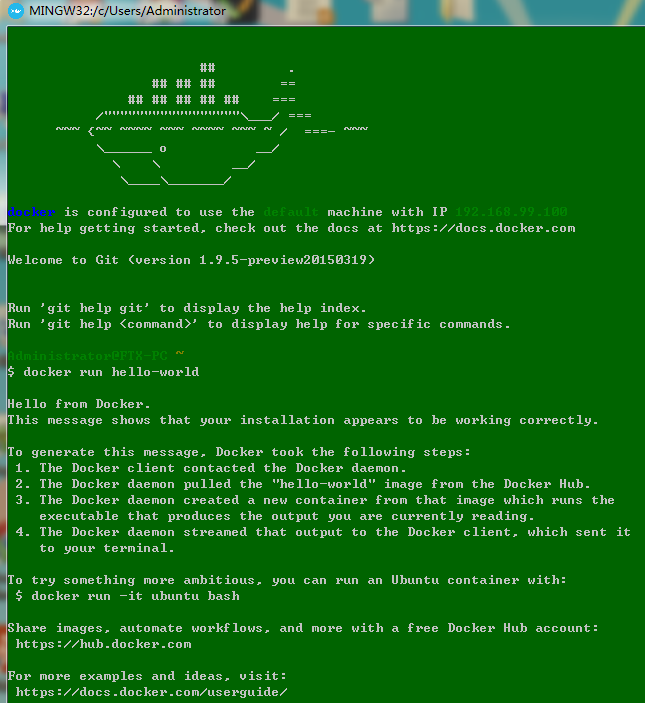 MINGW32:/c/Users/Administrator
##         .
## ## ##        ==
## ## ## ## ##    ===
/"""""""""""""""""\___/ ===
~~~ {~~ ~~~~ ~~~ ~~~~ ~~~ ~ /  ===- ~~~
\______ o           __/
\    \         __/
\____\_______/
docker is configured to use the default machine with IP 192.168.99.100
For help getting started, check out the docs at https://docs.docker.com
Welcome to Git (version 1.9.5-preview20150319)
Run 'git help git' to display the help index.
Run 'git help <command>' to display help for specific commands.
Administrator@FTX-PC ~
$ docker run hello-world
Hello from Docker.
This message shows that your installation appears to be working correctly.
To generate this message, Docker took the following steps:
1. The Docker client contacted the Docker daemon.
2. The Docker daemon pulled the "hello-world" image from the Docker Hub.
3. The Docker daemon created a new container from that image which runs the
executable that produces the output you are currently reading.
4. The Docker daemon streamed that output to the Docker client, which sent it
to your terminal.
To try something more ambitious, you can run an Ubuntu container with:
$ docker run -it ubuntu bash
Share images, automate workflows, and more with a free Docker Hub account:
https://hub.docker.com
For more examples and ideas, visit:
https://docs.docker.com/userguide/